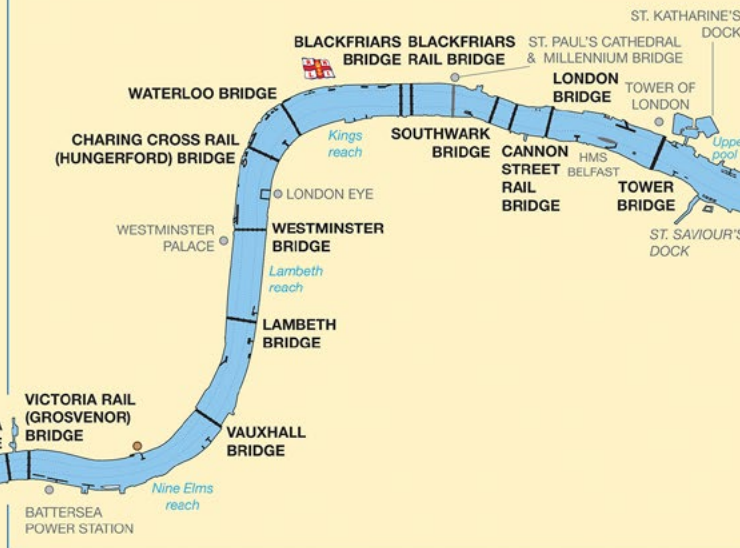 ST. KATHARINE'S
DOCK
BLACKFRIARS
BRIDGE
BLACKFRIARS
RAIL BRIDGE
ST. PAUL'S CATHEDRAL
& MILLENNIUM BRIDGE
LONDON
BRIDGE
TOWER OF
LONDON
WATERLOO BRIDGE
Kings
reach
SOUTHWARK
BRIDGE
CANNON
STREET
RAIL
BRIDGE
HMS
BELFAST
Uppe
pool
TOWER
BRIDGE
ST. SAVIOUR'S
DOCK
CHARING CROSS RAIL
(HUNGERFORD) BRIDGE
LONDON EYE
WESTMINSTER
PALACE
WESTMINSTER
BRIDGE
Lambeth
reach
LAMBETH
BRIDGE
VICTORIA RAIL
(GROSVENOR)
BRIDGE
VAUXHALL
BRIDGE
Nine Elms
reach
BATTERSEA
POWER STATION